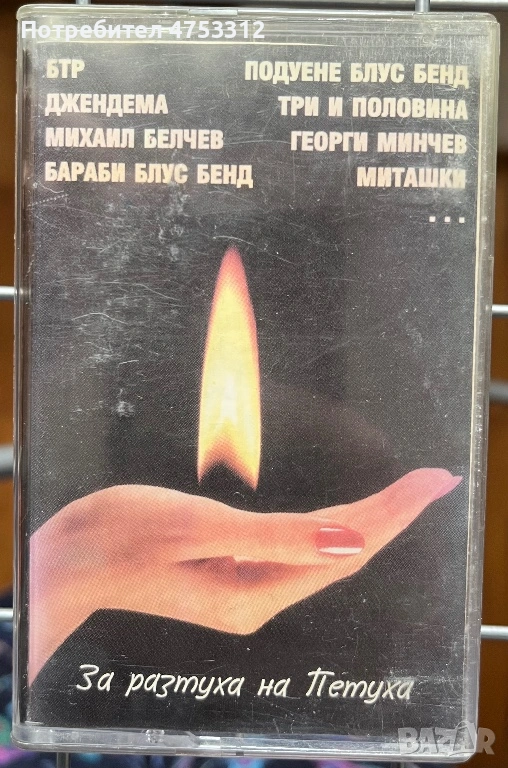 Потребител 4753312
БТР
ДЖЕНДЕМА
МИХАИЛ БЕЛЧЕВ
БАРАБИ БЛУС БЕНД
ПОДУЕНЕ БЛУС БЕНД
ТРИ И ПОЛОВИНА
ГЕОРГИ МИНЧЕВ
МИТАШКИ
...
За разтуха на Петуха
BAZAR